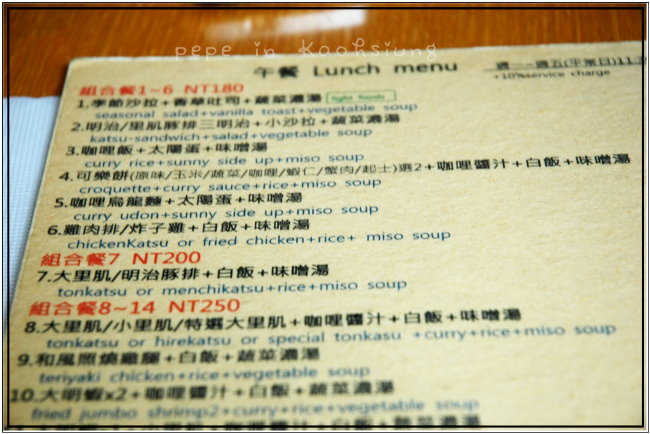 pepe in Kaohsiung
午餐 Lunch menu
週一~週五(平常日)11:
+10%service charge
組合餐1~6 NT180
1.季節沙拉+香草吐司+蔬菜濃湯 light foods
seasonal salad+vanilla toast+vegetable soup
2.明治/里肌豚排三明治+小沙拉+蔬菜濃湯
katsu-sandwich+salad+vegetable soup
3.咖哩飯+太陽蛋+味噌湯
curry rice+sunny side up+miso soup
4.可樂餅(原味/玉米/蔬菜/咖哩/蝦仁/蟹肉/起士)選2+咖哩醬汁+白飯+味噌湯
croquette+curry sauce+rice+miso soup
5.咖哩烏龍麵+太陽蛋+味噌湯
curry udon+sunny side up+miso soup
6.雞肉排/炸子雞+白飯+味噌湯
chickenKatsu or fried chicken+rice+ miso soup
組合餐7 NT200
7.大里肌/明治豚排+白飯+味噌湯
tonkatsu or menchikatsu+rice+miso soup
組合餐8~14 NT250
8.大里肌/小里肌/特選大里肌+咖哩醬汁+白飯+味噌湯
tonkatsu or hirekatsu or special tonkasu +curry+rice+miso soup
9.和風照燒雞腿+白飯+蔬菜濃湯
teriyaki chicken+rice+vegetable soup
10.大明蝦x2+咖哩醬汁+白飯+蔬菜濃湯
fried jumbo shrimp2+curry+rice+vegetable soup